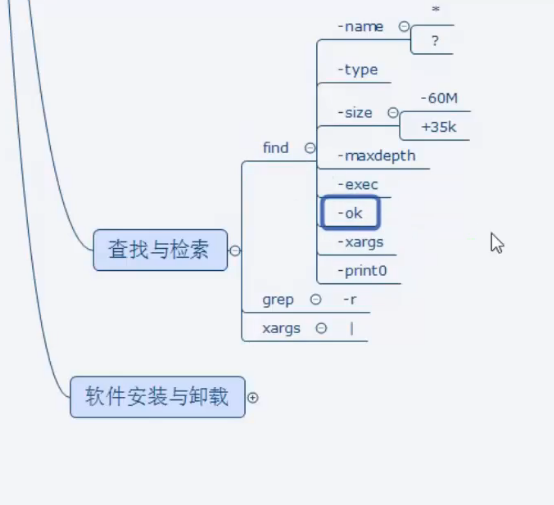 *
-name
?
-type
-size
-60M
+35k
find
-maxdepth
-exec
-ok
查找与检索
-xargs
-print0
grep
-r
xargs
|
软件安装与卸载